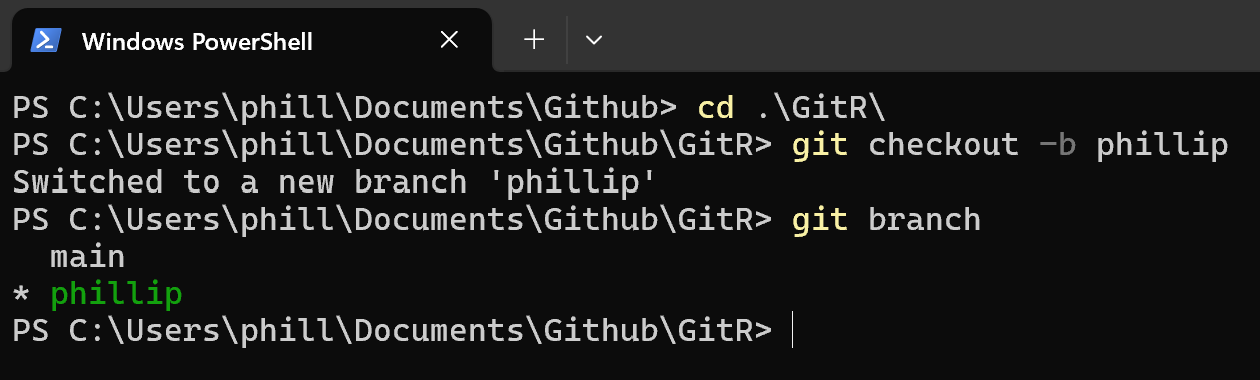 Windows PowerShell
PS C:\Users\phill\Documents\Github> cd .\GitR\
PS C:\Users\phill\Documents\Github\GitR> git checkout -b phillip
Switched to a new branch 'phillip'
PS C:\Users\phill\Documents\Github\GitR> git branch
  main
* phillip
PS C:\Users\phill\Documents\Github\GitR>